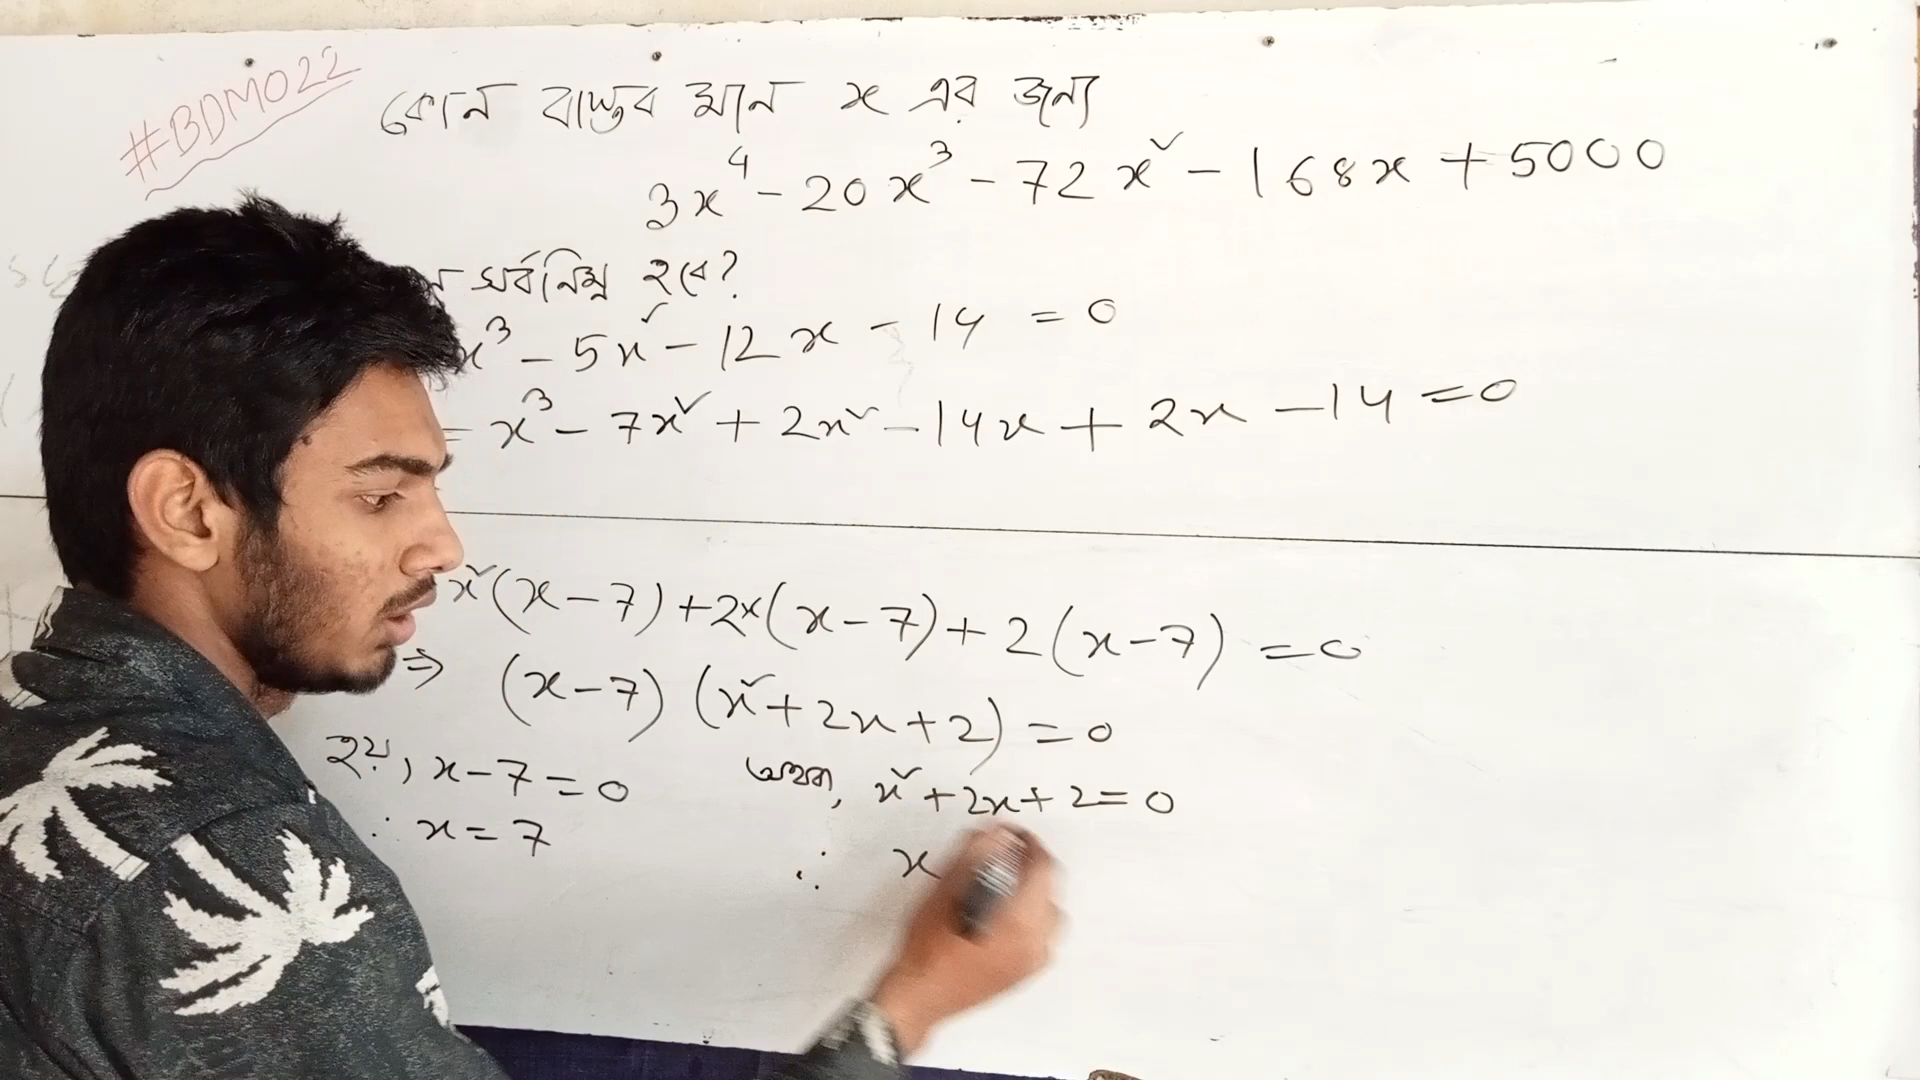 #BDMO22
কোন বাস্তব মান x এর জন্য
3x⁴ - 20x³ - 72x² - 168x + 5000
সর্বনিম্ন হবে?
x³ - 5x² - 12x - 14 = 0
= x³ - 7x² + 2x² - 14x + 2x - 14 = 0
x²(x-7) + 2x(x-7) + 2(x-7) = 0
⇒ (x-7) (x² + 2x + 2) = 0
হয়, x - 7 = 0 অথবা, x² + 2x + 2 = 0
∴ x = 7 ∴ x